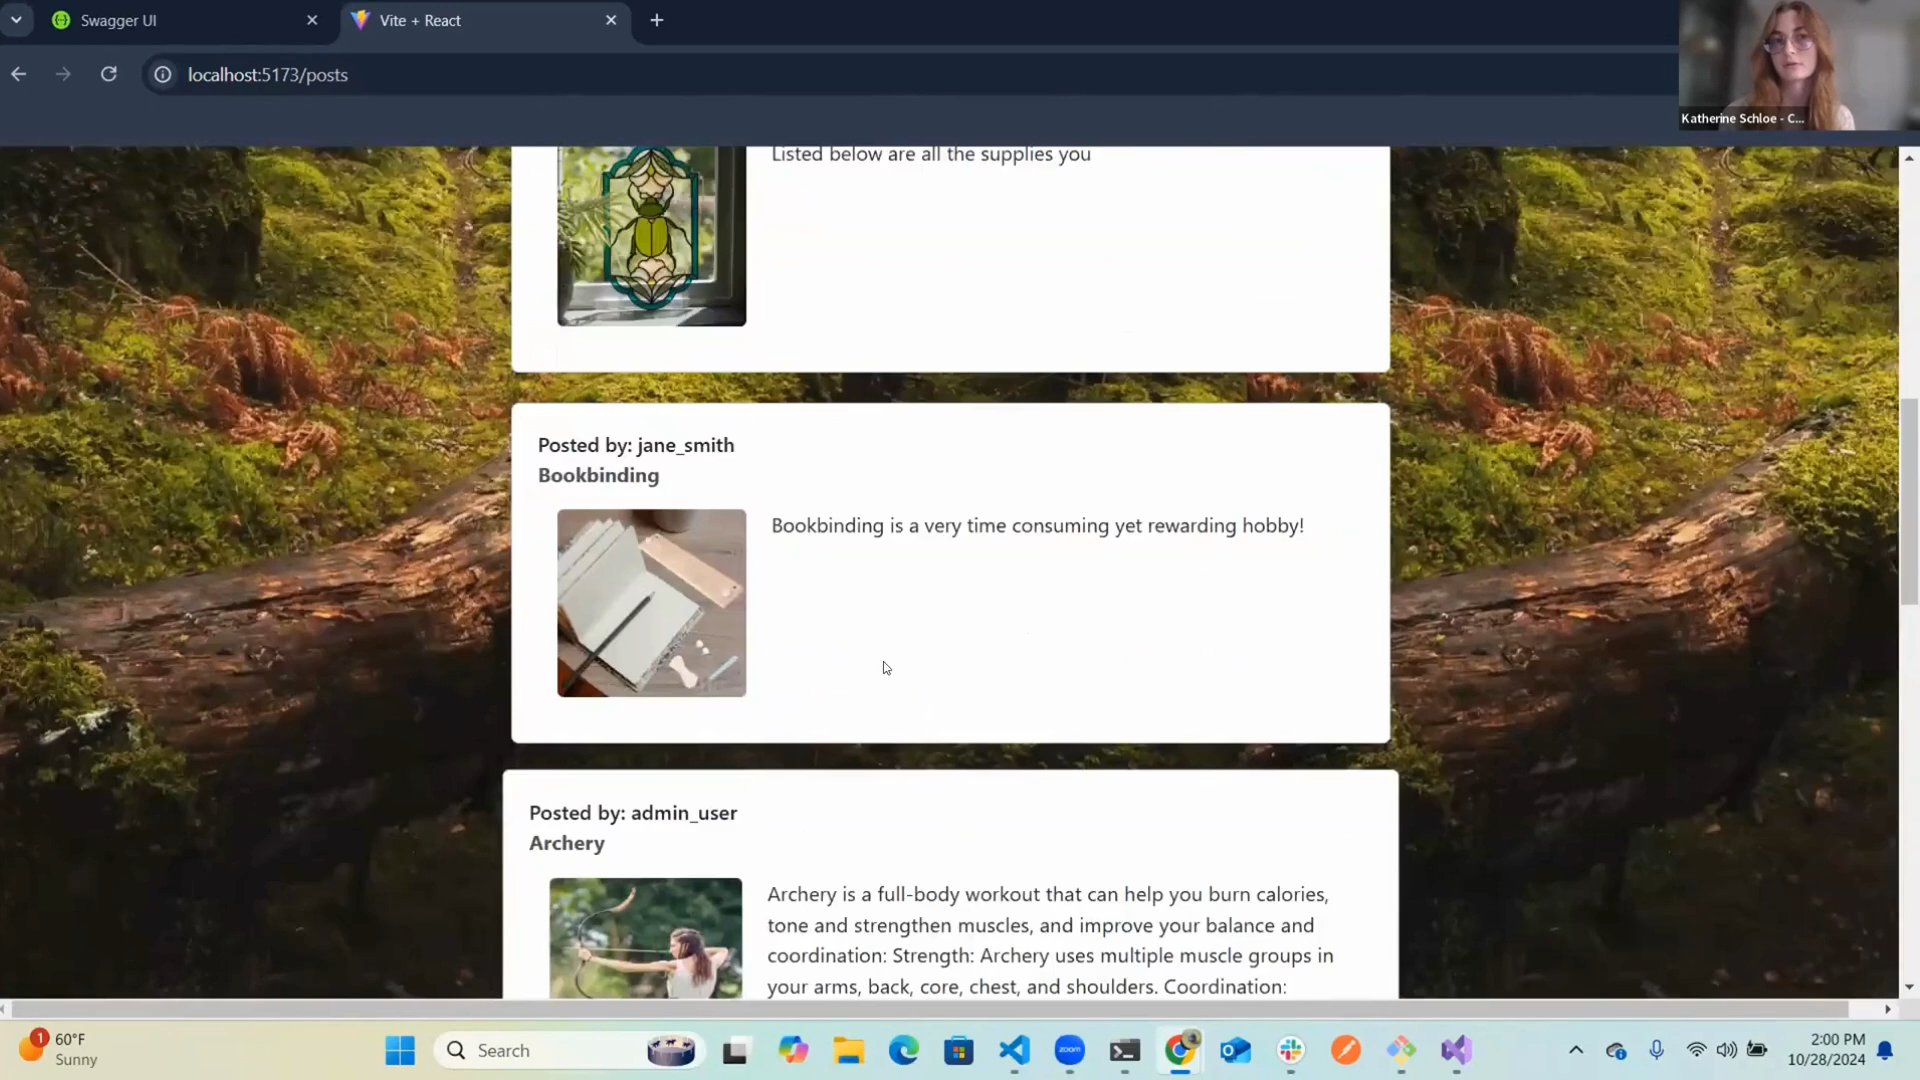 Swagger UI
Vite + React
localhost:5173/posts
Katherine Schloe - C...
Listed below are all the supplies you
Posted by: jane_smith
Bookbinding
Bookbinding is a very time consuming yet rewarding hobby!
Posted by: admin_user
Archery
Archery is a full-body workout that can help you burn calories,
tone and strengthen muscles, and improve your balance and
coordination: Strength: Archery uses multiple muscle groups in
your arms, back, core, chest, and shoulders. Coordination:
1
60°F
Sunny
Search
zoom
2:00 PM
10/28/2024